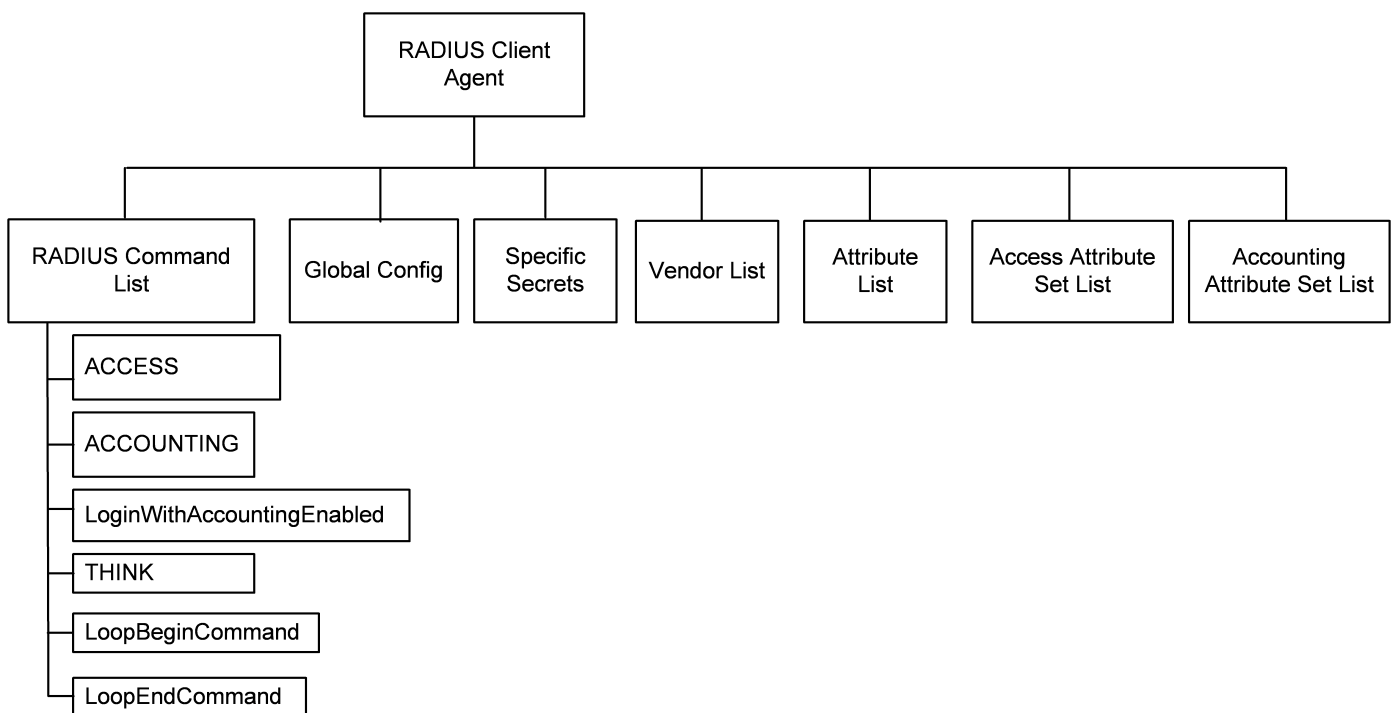 RADIUS Client
Agent
RADIUS Command
List
Global Config
Specific
Secrets
Vendor List
Attribute
List
Access Attribute
Set List
Accounting
Attribute Set List
ACCESS
ACCOUNTING
LoginWithAccountingEnabled
THINK
LoopBeginCommand
LoopEndCommand